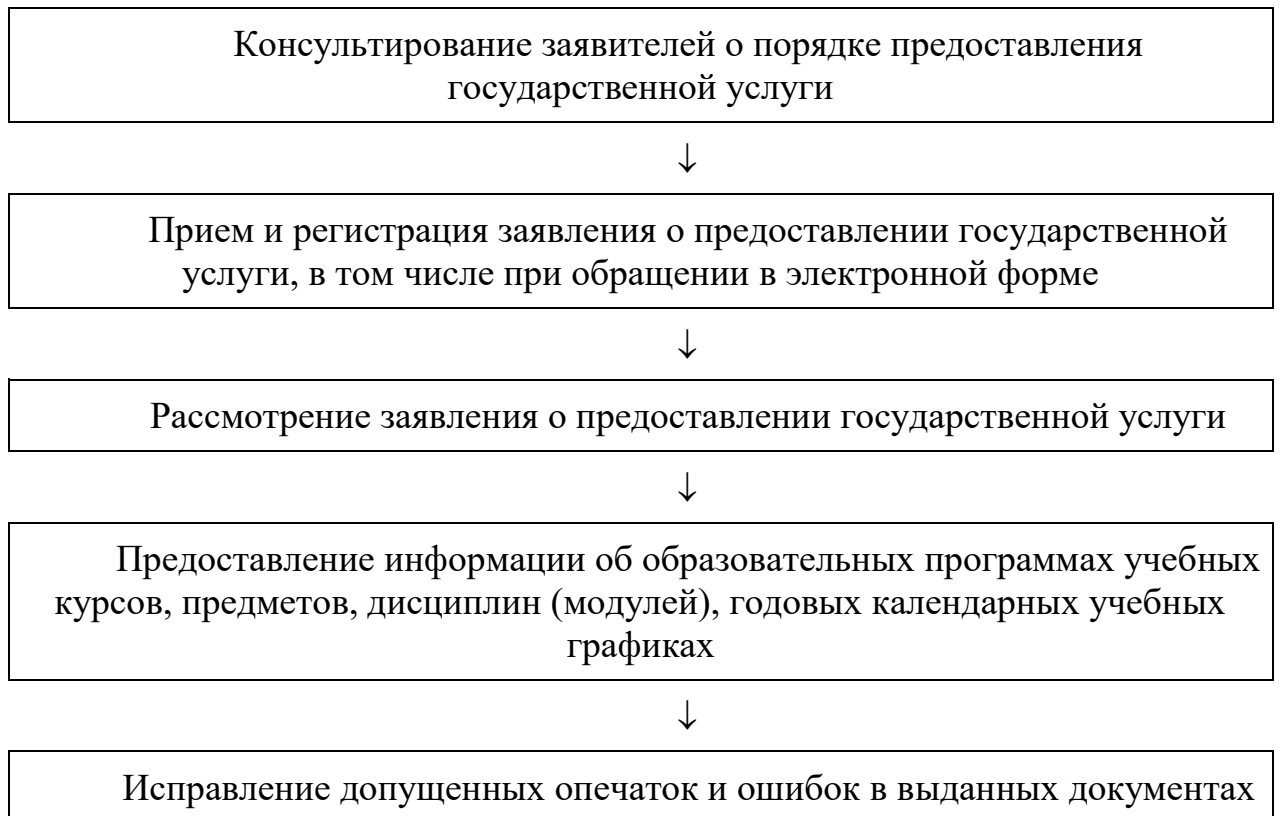 Консультирование заявителей о порядке предоставления
государственной услуги
↓
Прием и регистрация заявления о предоставлении государственной
услуги, в том числе при обращении в электронной форме
↓
Рассмотрение заявления о предоставлении государственной услуги
↓
Предоставление информации об образовательных программах учебных
курсов, предметов, дисциплин (модулей), годовых календарных учебных
графиках
↓
Исправление допущенных опечаток и ошибок в выданных документах